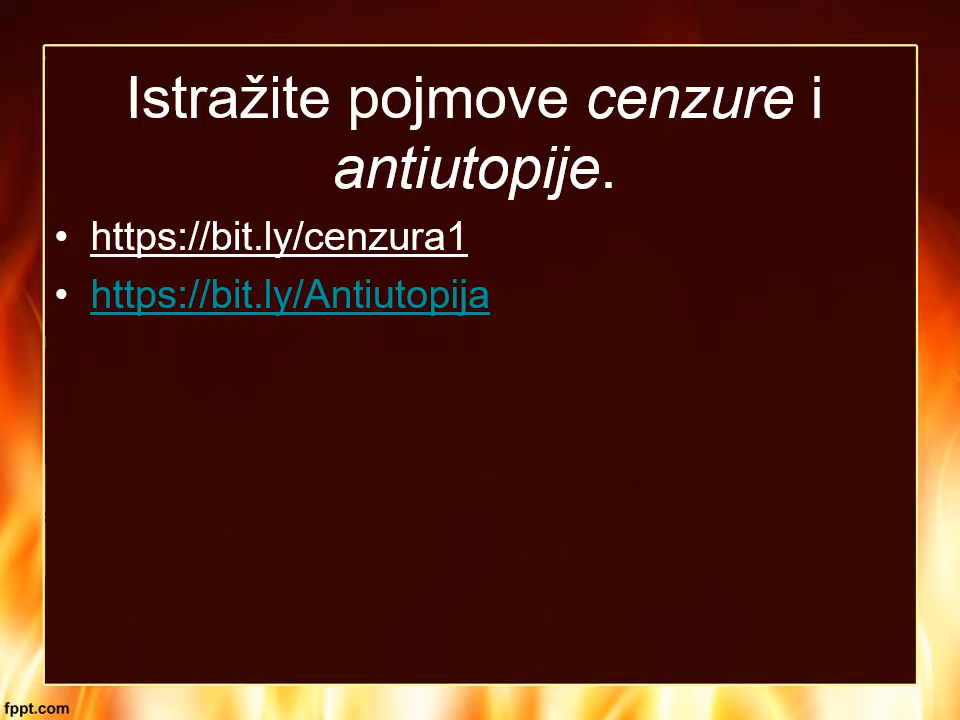 Istražite pojmove cenzure i
antiutopije.
• https://bit.ly/cenzura1
• https://bit.ly/Antiutopija
fppt.com